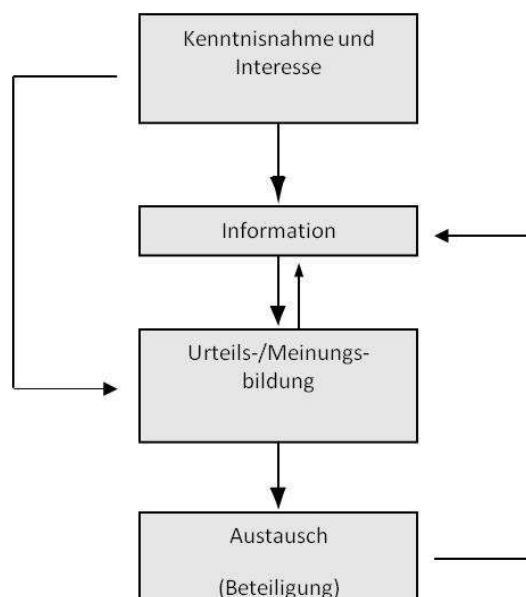 Kenntnisnahme und
Interesse
Information
Urteils-/Meinungs-
bildung
Austausch
(Beteiligung)